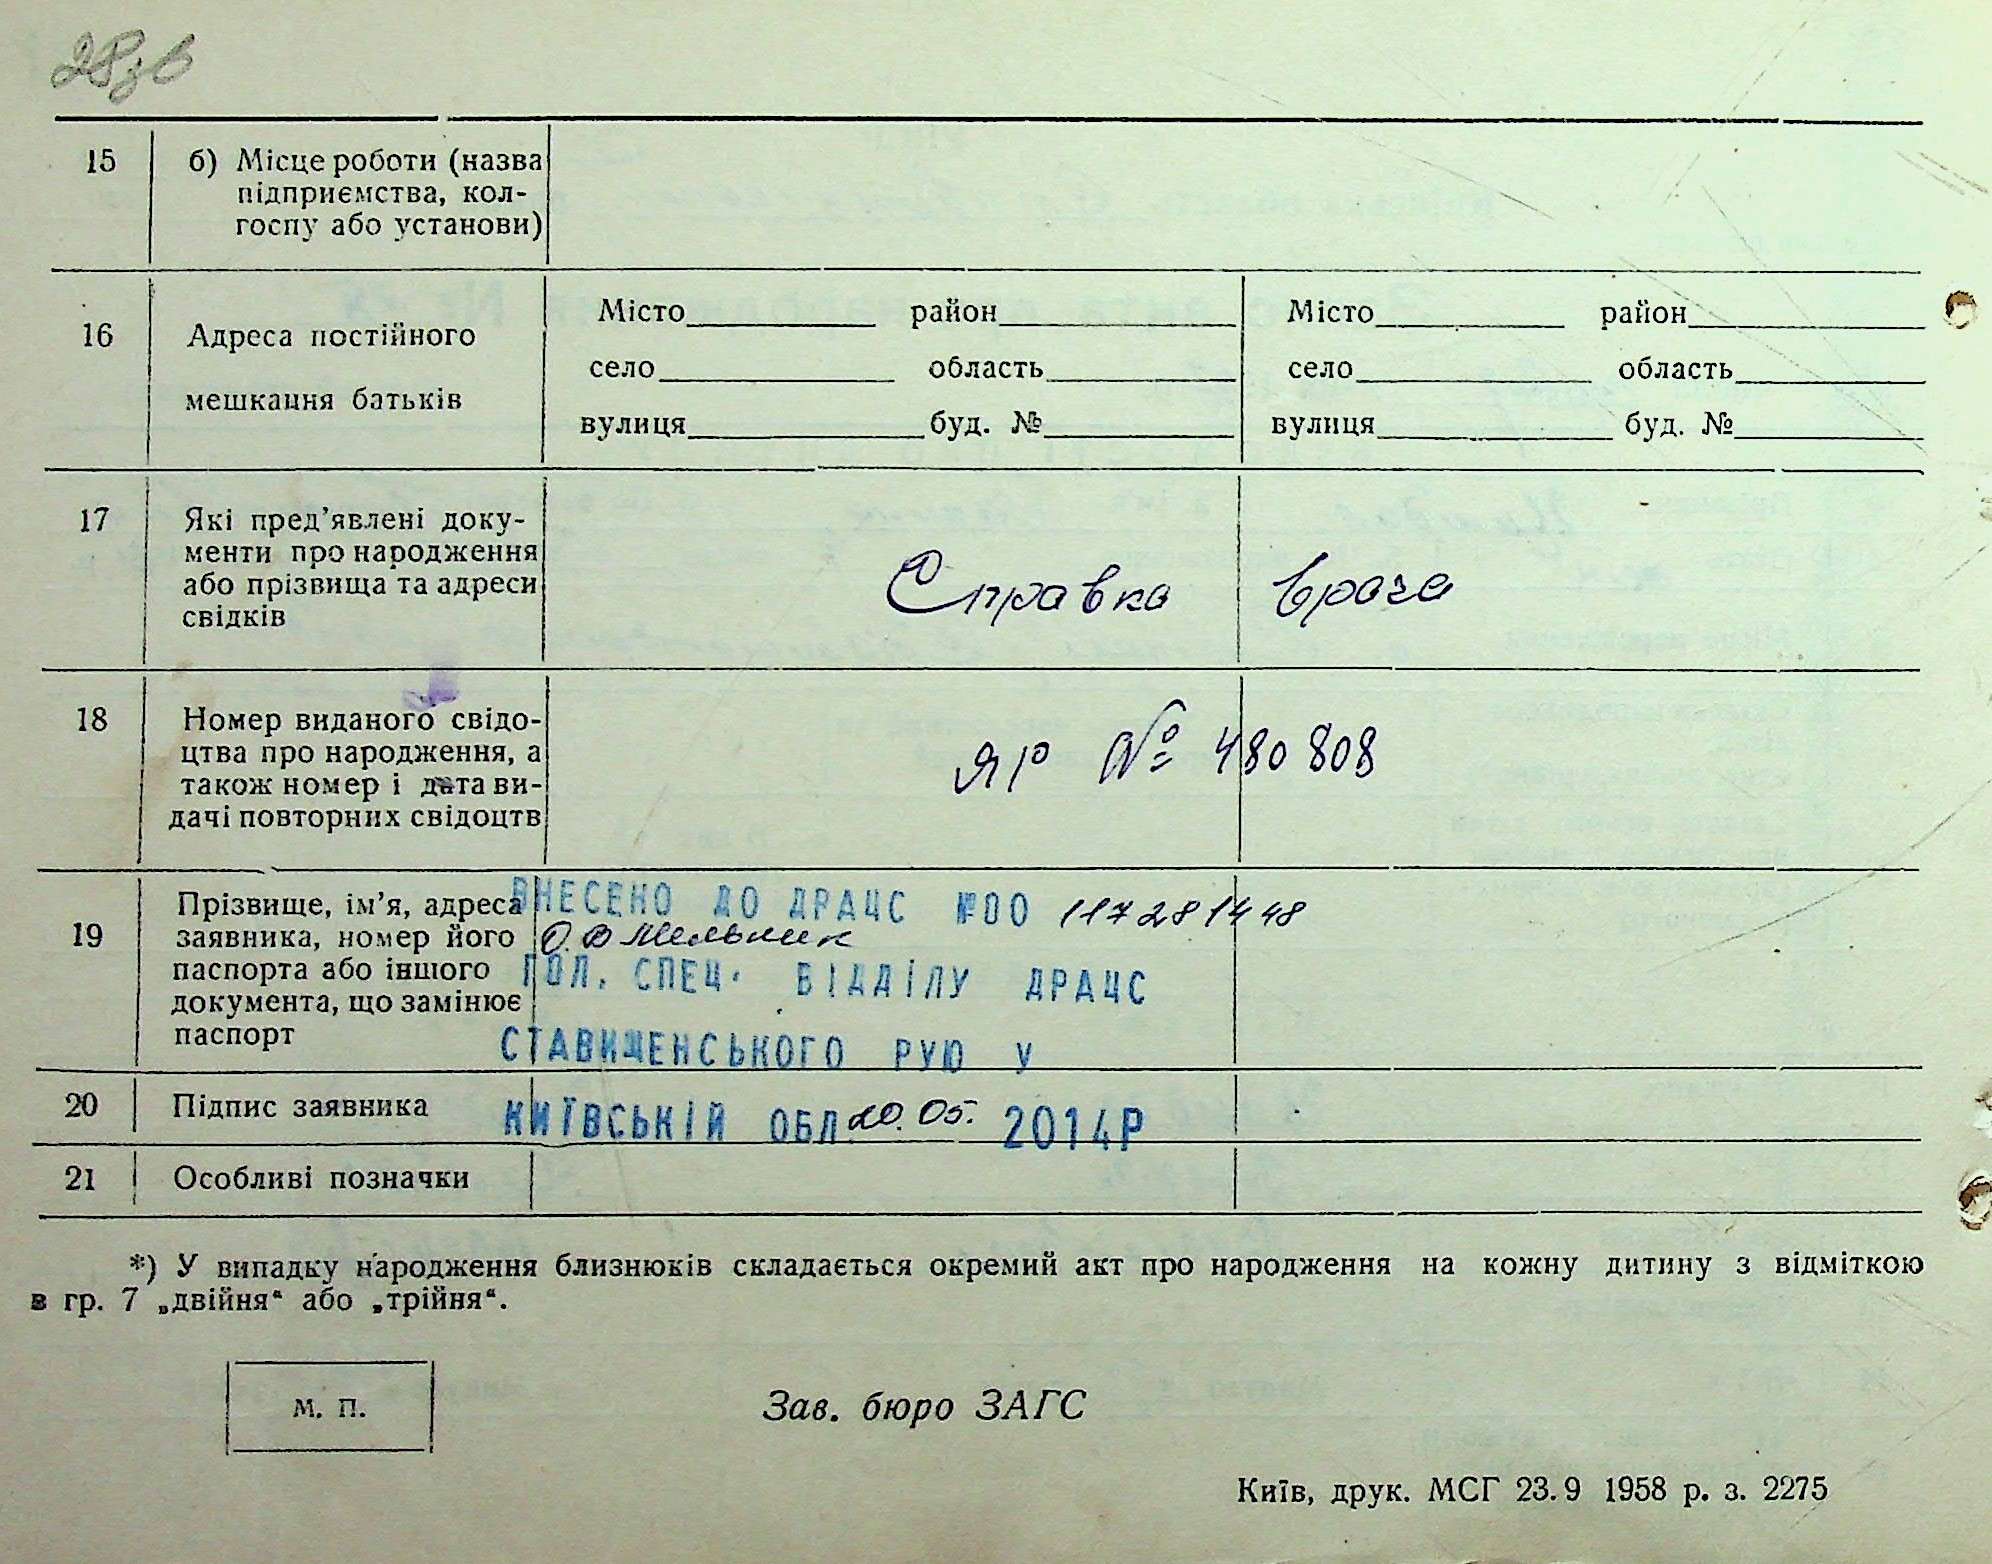 28зв
15 б) Місце роботи (назва
підприємства, кол-
госпу або установи)
16 Адреса постійного
мешкання батьків
Місто район
село область
вулиця буд. №
Місто район
село область
вулиця буд. №
17 Які пред’явлені доку-
менти про народження
або прізвища та адреси
свідків
Справка врача
18 Номер виданого свідо-
цтва про народження, а
також номер і дата ви-
дачі повторних свідоцтв
ЯР № 480808
19 Прізвище, ім’я, адреса
заявника, номер його
паспорта або іншого
документа, що замінює
паспорт
ВНЕСЕНО ДО ДРАЦС №00 117281448
О.В Мельник
ГОЛ. СПЕЦ. ВІДДІЛУ ДРАЦС
СТАВИЩЕНСЬКОГО РУЮ У
20 Підпис заявника
КИЇВСЬКІЙ ОБЛ 20.05. 2014Р
21 Особливі позначки
*) У випадку народження близнюків складається окремий акт про народження на кожну дитину з відміткою
в гр. 7 „двійня“ або „трійня“.
М. П.
Зав. бюро ЗАГС
Київ, друк. МСГ 23.9 1958 р. з. 2275